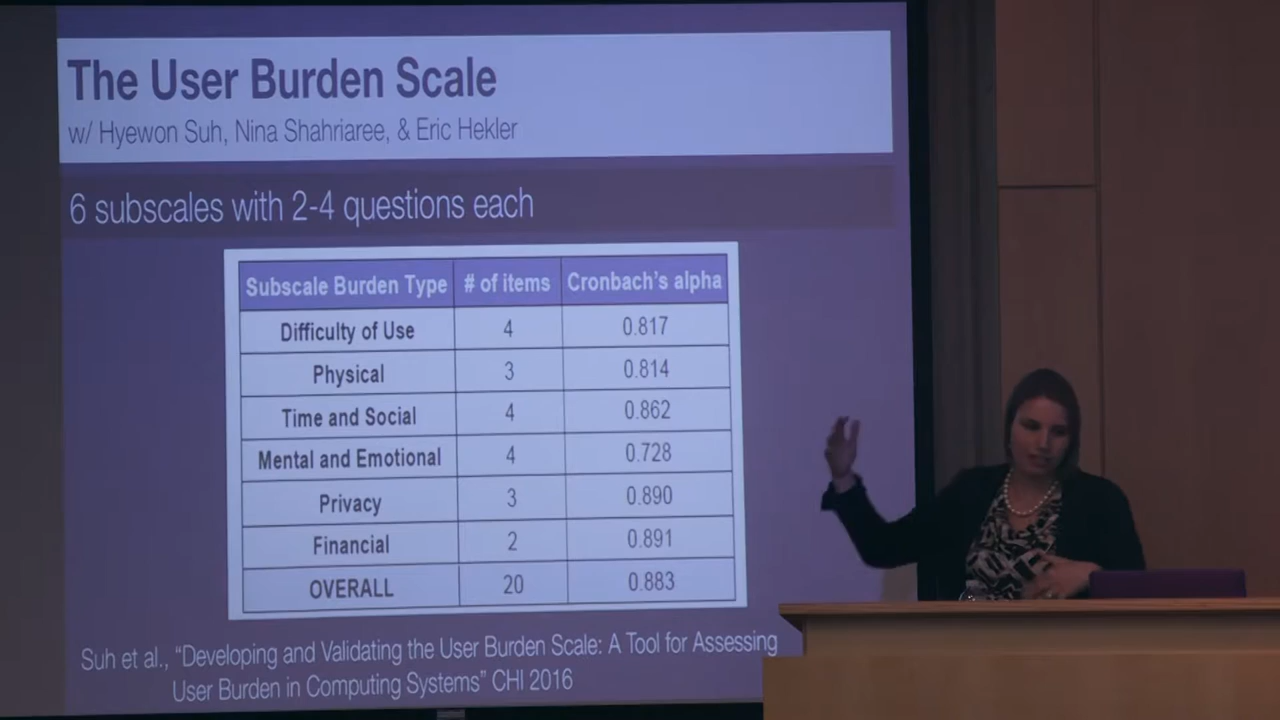 The User Burden Scale
w/ Hyewon Suh, Nina Shahriaree, & Eric Hekler
6 subscales with 2-4 questions each
Subscale Burden Type # of items Cronbach's alpha
Difficulty of Use 4 0.817
Physical 3 0.814
Time and Social 4 0.862
Mental and Emotional 4 0.728
Privacy 3 0.890
Financial 2 0.891
OVERALL 20 0.883
Suh et al., “Developing and Validating the User Burden Scale: A Tool for Assessing
User Burden in Computing Systems” CHI 2016